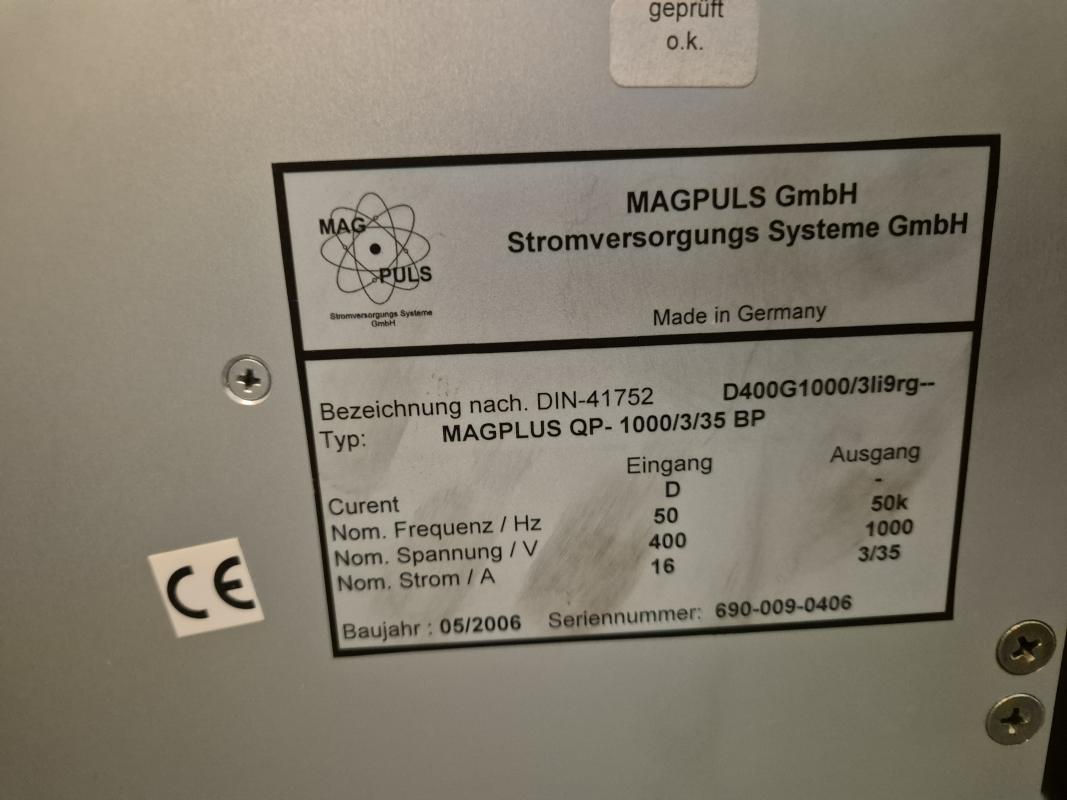 geprüft
o.k.
MAGPULS GmbH
Stromversorgungs Systeme GmbH
MAG
PULS
Stromversorgungs Systeme
GmbH
Made in Germany
Bezeichnung nach. DIN-41752 D400G1000/3li9rg--
Typ: MAGPLUS QP- 1000/3/35 BP
Eingang Ausgang
Curent D -
Nom. Frequenz / Hz 50 50k
Nom. Spannung / V 400 1000
Nom. Strom / A 16 3/35
Baujahr : 05/2006 Seriennummer: 690-009-0406
CE